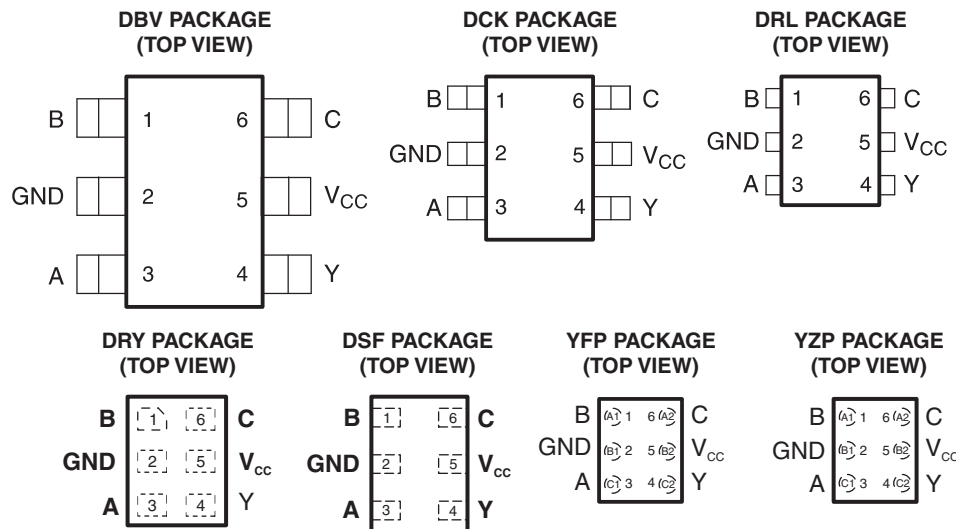 DBV PACKAGE
(TOP VIEW)
B 1 6 C
GND 2 5 VCC
A 3 4 Y
DCK PACKAGE
(TOP VIEW)
B 1 6 C
GND 2 5 VCC
A 3 4 Y
DRL PACKAGE
(TOP VIEW)
B 1 6 C
GND 2 5 VCC
A 3 4 Y
DRY PACKAGE
(TOP VIEW)
B 1 6 C
GND 2 5 Vcc
A 3 4 Y
DSF PACKAGE
(TOP VIEW)
B 1 6 C
GND 2 5 Vcc
A 3 4 Y
YFP PACKAGE
(TOP VIEW)
B A1 1 6 A2 C
GND B1 2 5 B2 Vcc
A C1 3 4 C2 Y
YZP PACKAGE
(TOP VIEW)
B A1 1 6 A2 C
GND B1 2 5 B2 Vcc
A C1 3 4 C2 Y